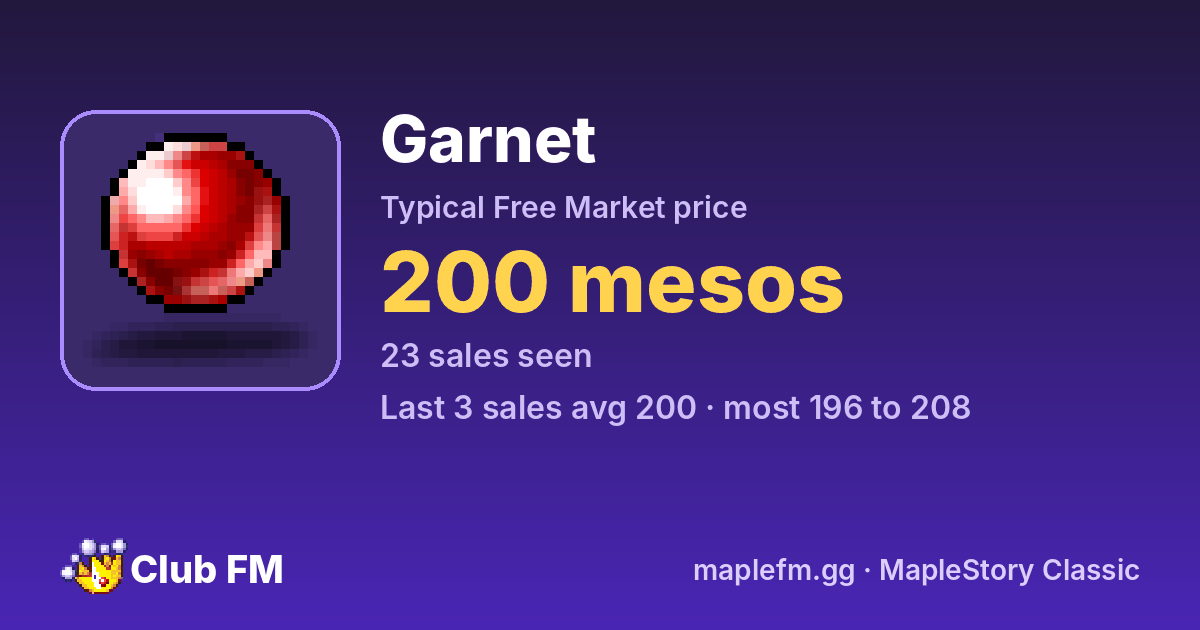 Garnet
Typical Free Market price
200 mesos
23 sales seen
Last 3 sales avg 200 · most 196 to 208
Club FM
maplefm.gg · MapleStory Classic